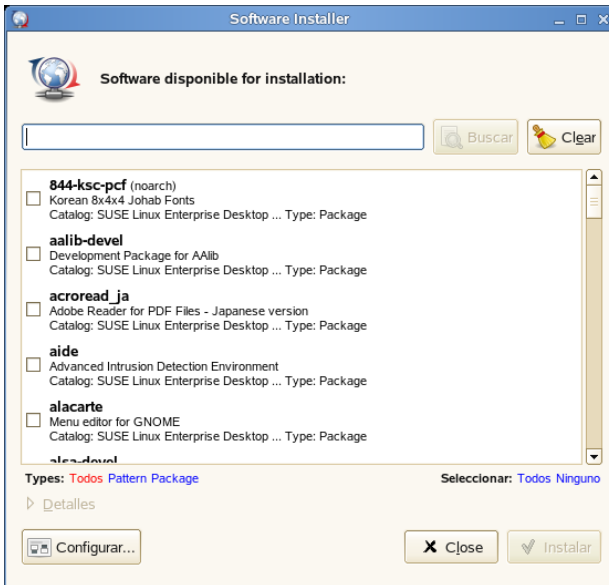 Software Installer
Software disponible for installation:
Buscar
Clear
844-ksc-pcf (noarch)
Korean 8x4x4 Johab Fonts
Catalog: SUSE Linux Enterprise Desktop ... Type: Package
aalib-devel
Development Package for AAlib
Catalog: SUSE Linux Enterprise Desktop ... Type: Package
acroread_ja
Adobe Reader for PDF Files - Japanese version
Catalog: SUSE Linux Enterprise Desktop ... Type: Package
aide
Advanced Intrusion Detection Environment
Catalog: SUSE Linux Enterprise Desktop ... Type: Package
alacarte
Menu editor for GNOME
Catalog: SUSE Linux Enterprise Desktop ... Type: Package
alsa-devel
Types: Todos Pattern Package
Seleccionar: Todos Ninguno
Detalles
Configurar...
Close
Instalar